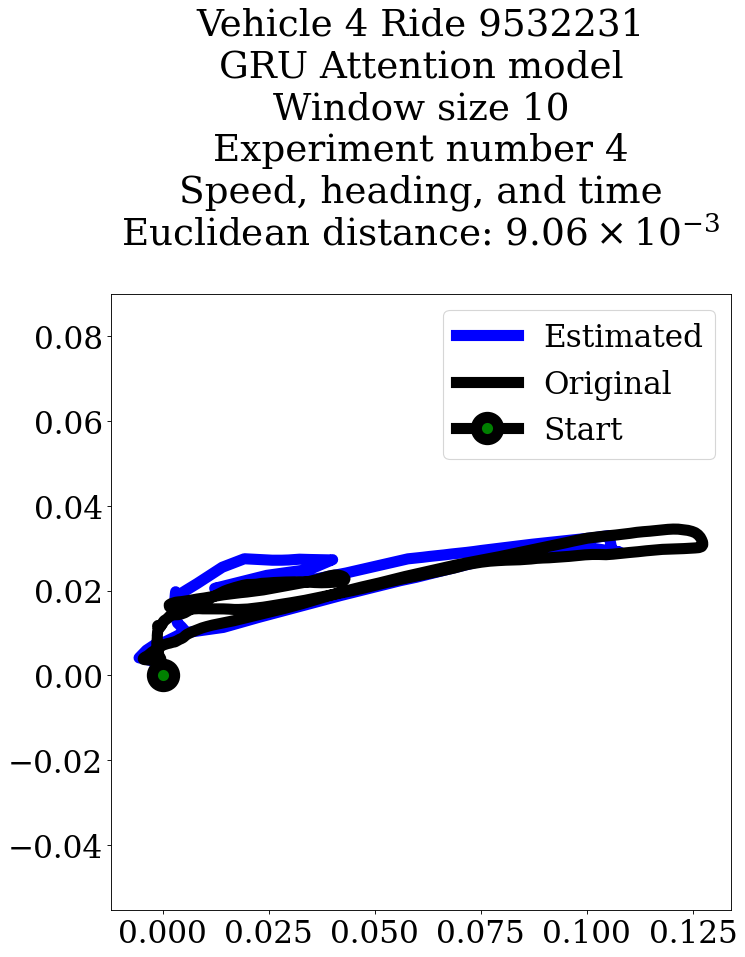 Vehicle 4 Ride 9532231
GRU Attention model
Window size 10
Experiment number 4
Speed, heading, and time
Euclidean distance: 9.06 × 10⁻³
Estimated
Original
Start
0.08
0.06
0.04
0.02
0.00
−0.02
−0.04
0.000 0.025 0.050 0.075 0.100 0.125